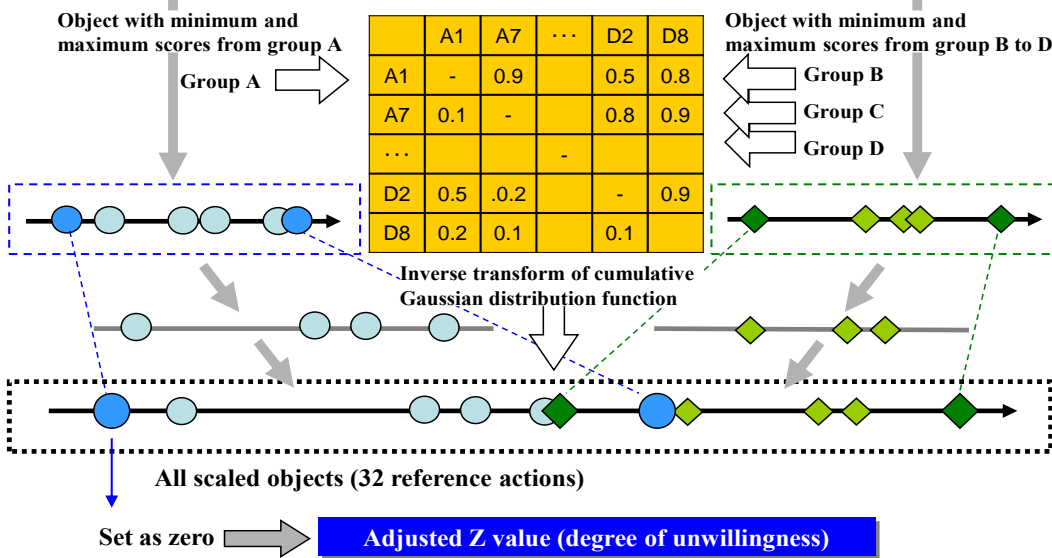 Object with minimum and
maximum scores from group A
Group A
A1 A7 ··· D2 D8
A1 - 0.9 0.5 0.8
A7 0.1 - 0.8 0.9
··· -
D2 0.5 .0.2 - 0.9
D8 0.2 0.1 0.1
Object with minimum and
maximum scores from group B to D
Group B
Group C
Group D
Inverse transform of cumulative
Gaussian distribution function
All scaled objects (32 reference actions)
Set as zero
Adjusted Z value (degree of unwillingness)